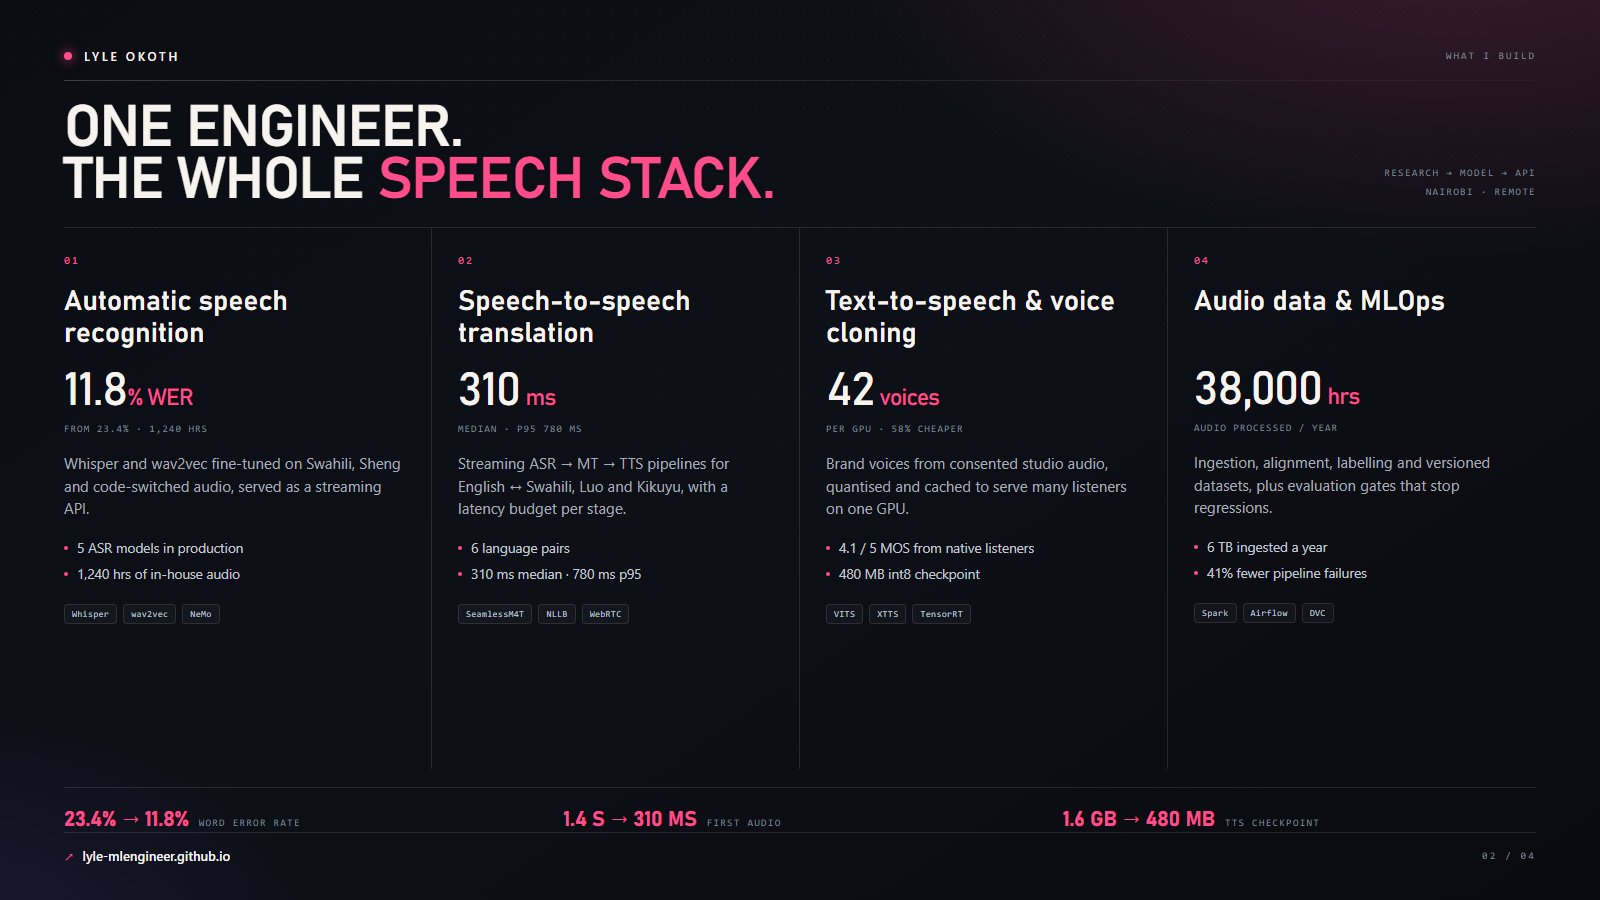 LYLE OKOTH
WHAT I BUILD
ONE ENGINEER.
THE WHOLE SPEECH STACK.
RESEARCH → MODEL → API
NAIROBI · REMOTE
01
Automatic speech
recognition
11.8% WER
FROM 23.4% · 1,240 HRS
Whisper and wav2vec fine-tuned on Swahili, Sheng
and code-switched audio, served as a streaming
API.
• 5 ASR models in production
• 1,240 hrs of in-house audio
Whisper wav2vec NeMo
02
Speech-to-speech
translation
310 ms
MEDIAN · P95 780 MS
Streaming ASR → MT → TTS pipelines for
English ↔ Swahili, Luo and Kikuyu, with a
latency budget per stage.
• 6 language pairs
• 310 ms median · 780 ms p95
SeamlessM4T NLLB WebRTC
03
Text-to-speech & voice
cloning
42 voices
PER GPU · 58% CHEAPER
Brand voices from consented studio audio,
quantised and cached to serve many listeners
on one GPU.
• 4.1 / 5 MOS from native listeners
• 480 MB int8 checkpoint
VITS XTTS TensorRT
04
Audio data & MLOps
38,000 hrs
AUDIO PROCESSED / YEAR
Ingestion, alignment, labelling and versioned
datasets, plus evaluation gates that stop
regressions.
• 6 TB ingested a year
• 41% fewer pipeline failures
Spark Airflow DVC
23.4% → 11.8% WORD ERROR RATE
1.4 S → 310 MS FIRST AUDIO
1.6 GB → 480 MB TTS CHECKPOINT
↗ lyle-mlengineer.github.io
02 / 04